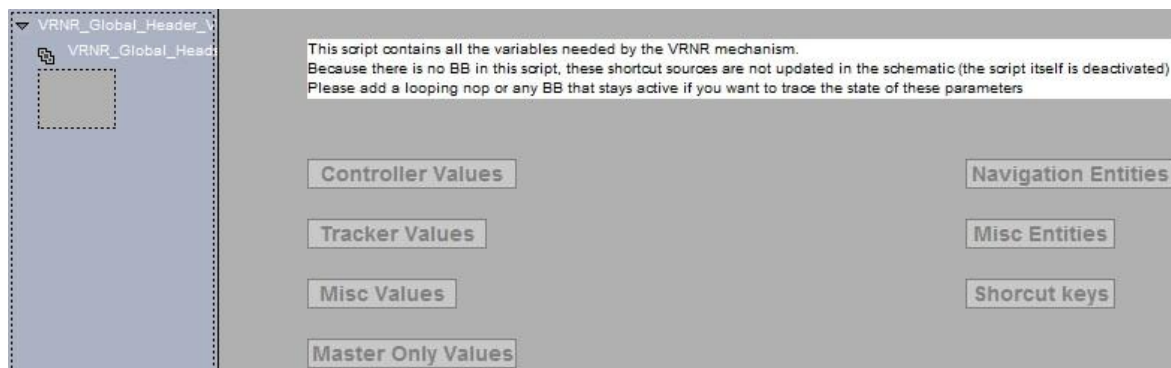 VRNR_Global_Header_V
VRNR_Global_Head
This script contains all the variables needed by the VRNR mechanism.
Because there is no BB in this script, these shortcut sources are not updated in the schematic (the script itself is deactivated)
Please add a looping nop or any BB that stays active if you want to trace the state of these parameters
Controller Values
Navigation Entities
Tracker Values
Misc Entities
Misc Values
Shorcut keys
Master Only Values